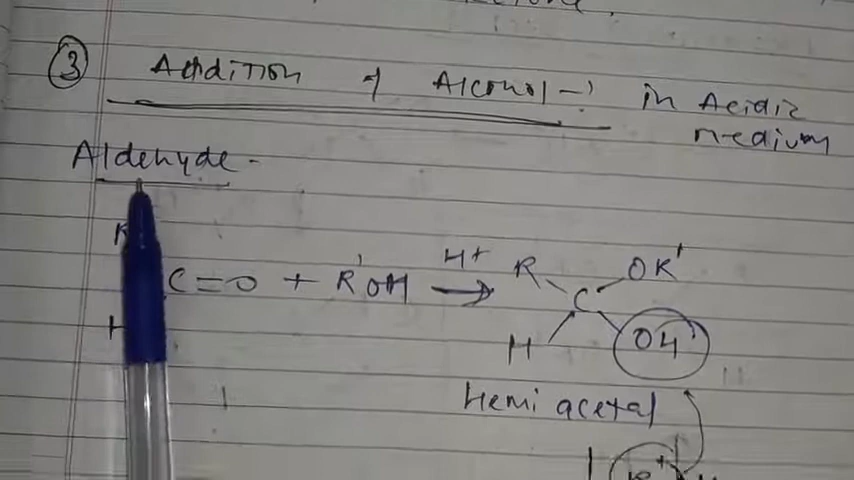 ③ Addition of Alcohol - in Acidic
medium
Aldehyde -
C=O + R'OH H+ → R OR'
C
H OH
Hemi acetal